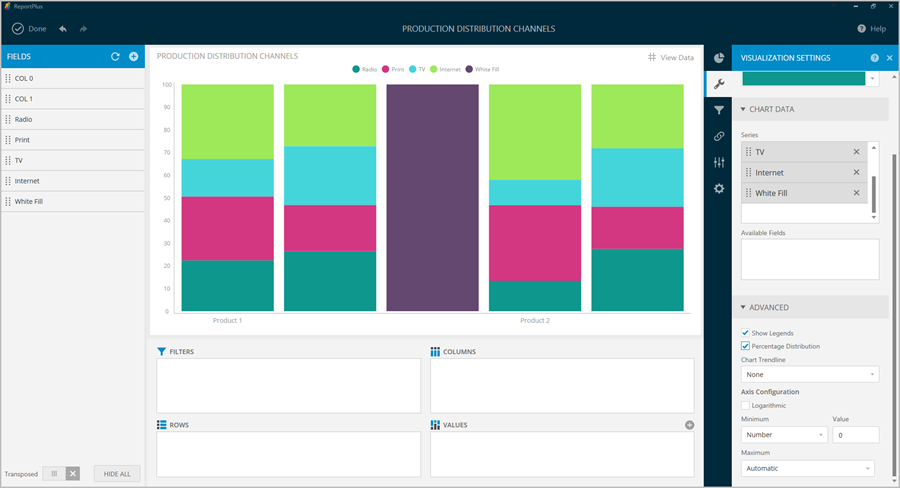 ReportPlus
Done
PRODUCTION DISTRIBUTION CHANNELS
Help
FIELDS
COL 0
COL 1
Radio
Print
TV
Internet
White Fill
Transposed
HIDE ALL
PRODUCTION DISTRIBUTION CHANNELS
View Data
Radio Print TV Internet White Fill
100
90
80
70
60
50
40
30
20
10
0
Product 1
Product 2
FILTERS
COLUMNS
ROWS
VALUES
VISUALIZATION SETTINGS
CHART DATA
Series
TV
Internet
White Fill
Available Fields
ADVANCED
Show Legends
Percentage Distribution
Chart Trendline
None
Axis Configuration
Logarithmic
Minimum Value
Number 0
Maximum
Automatic